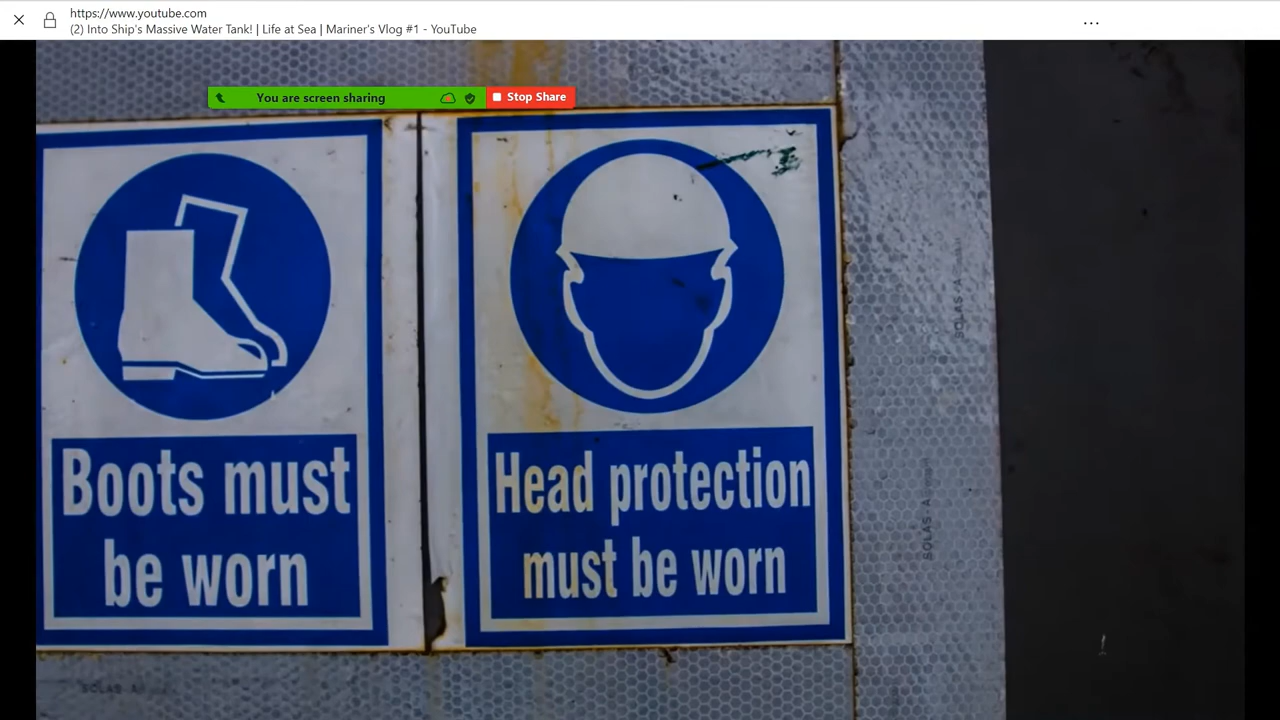 https://www.youtube.com
(2) Into Ship's Massive Water Tank! | Life at Sea | Mariner's Vlog #1 - YouTube
You are screen sharing
Stop Share
Boots must
be worn
Head protection
must be worn
SOLAS A
SOLAS A
SOLAS A